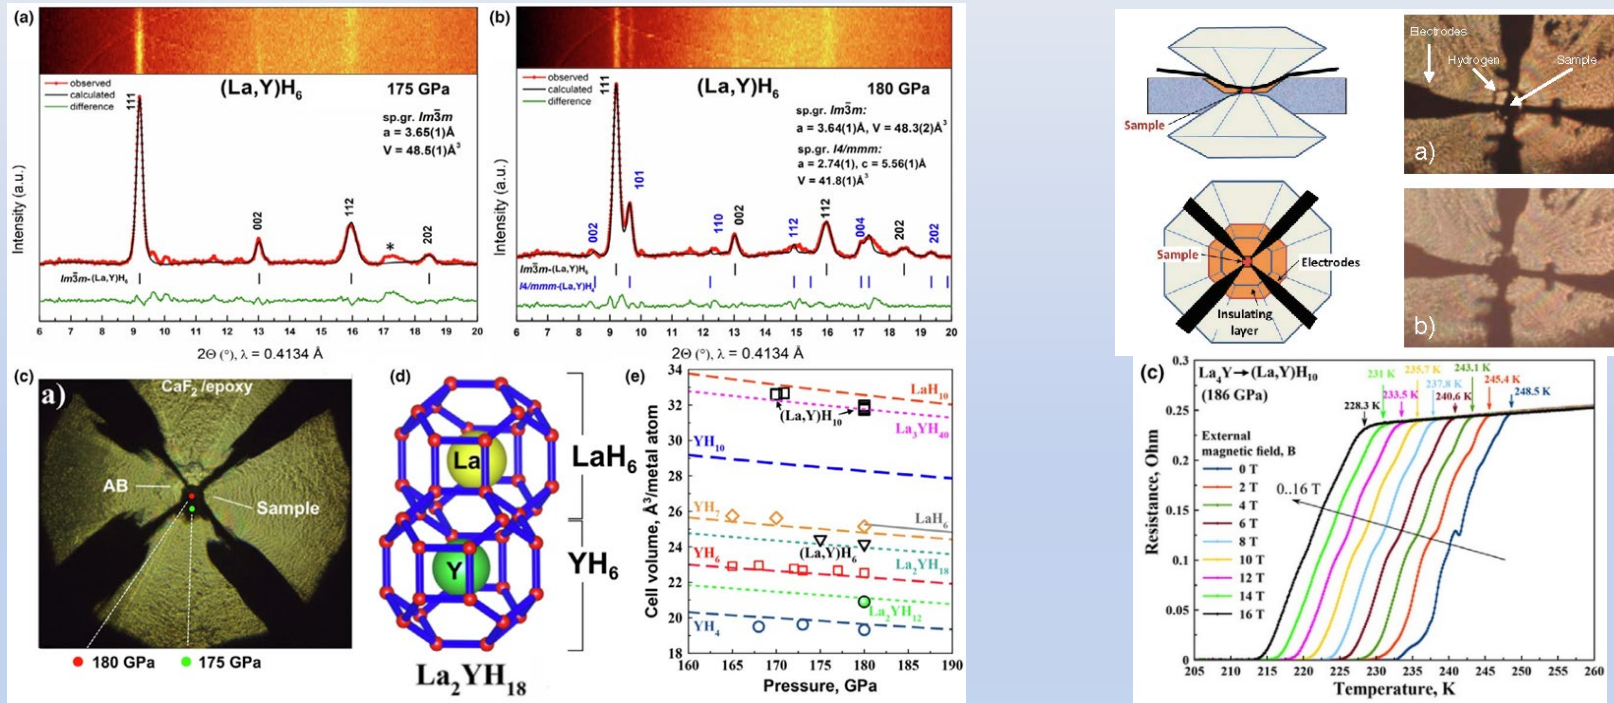 (a)
(La,Y)H₆
175 GPa
observed
calculated
difference
sp.gr. Im3̄m
a = 3.65(1)Å
V = 48.5(1)Å³
111
002
112
*
202
Im3̄m-(La,Y)H₆
Intensity (a.u.)
6 7 8 9 10 11 12 13 14 15 16 17 18 19 20
2Θ (°), λ = 0.4134 Å
(b)
(La,Y)H₆
180 GPa
observed
calculated
difference
sp.gr. Im3̄m:
a = 3.64(1)Å, V = 48.3(2)Å³
sp.gr. I4/mmm:
a = 2.74(1), c = 5.56(1)Å
V = 41.8(1)Å³
002
111
101
110
002
112
112
004
202
202
Im3̄m-(La,Y)H₆
I4/mmm-(La,Y)H₄
Intensity (a.u.)
6 7 8 9 10 11 12 13 14 15 16 17 18 19 20
2Θ (°), λ = 0.4134 Å
(c)
a)
CaF₂/epoxy
AB
Sample
180 GPa
175 GPa
(d)
La
LaH₆
Y
YH₆
La₂YH₁₈
(e)
Cell volume, Å³/metal atom
34
32
30
28
26
24
22
20
18
LaH₁₀
(La,Y)H₁₀
La₃YH₄₀
YH₁₀
YH₇
LaH₆
(La,Y)H₆
La₂YH₁₈
YH₆
La₂YH₁₂
YH₄
160 165 170 175 180 185 190
Pressure, GPa
Sample
Sample
Electrodes
Insulating
layer
Electrodes
Hydrogen
Sample
a)
b)
(c)
La₄Y→(La,Y)H₁₀
(186 GPa)
228.3 K
231 K
233.5 K
235.7 K
237.8 K
240.6 K
243.1 K
245.4 K
248.5 K
External
magnetic field, B
0 T
2 T
4 T
6 T
8 T
10 T
12 T
14 T
16 T
0..16 T
Resistance, Ohm
0.3
0.25
0.2
0.15
0.1
0.05
0
205 210 215 220 225 230 235 240 245 250 255 260
Temperature, K